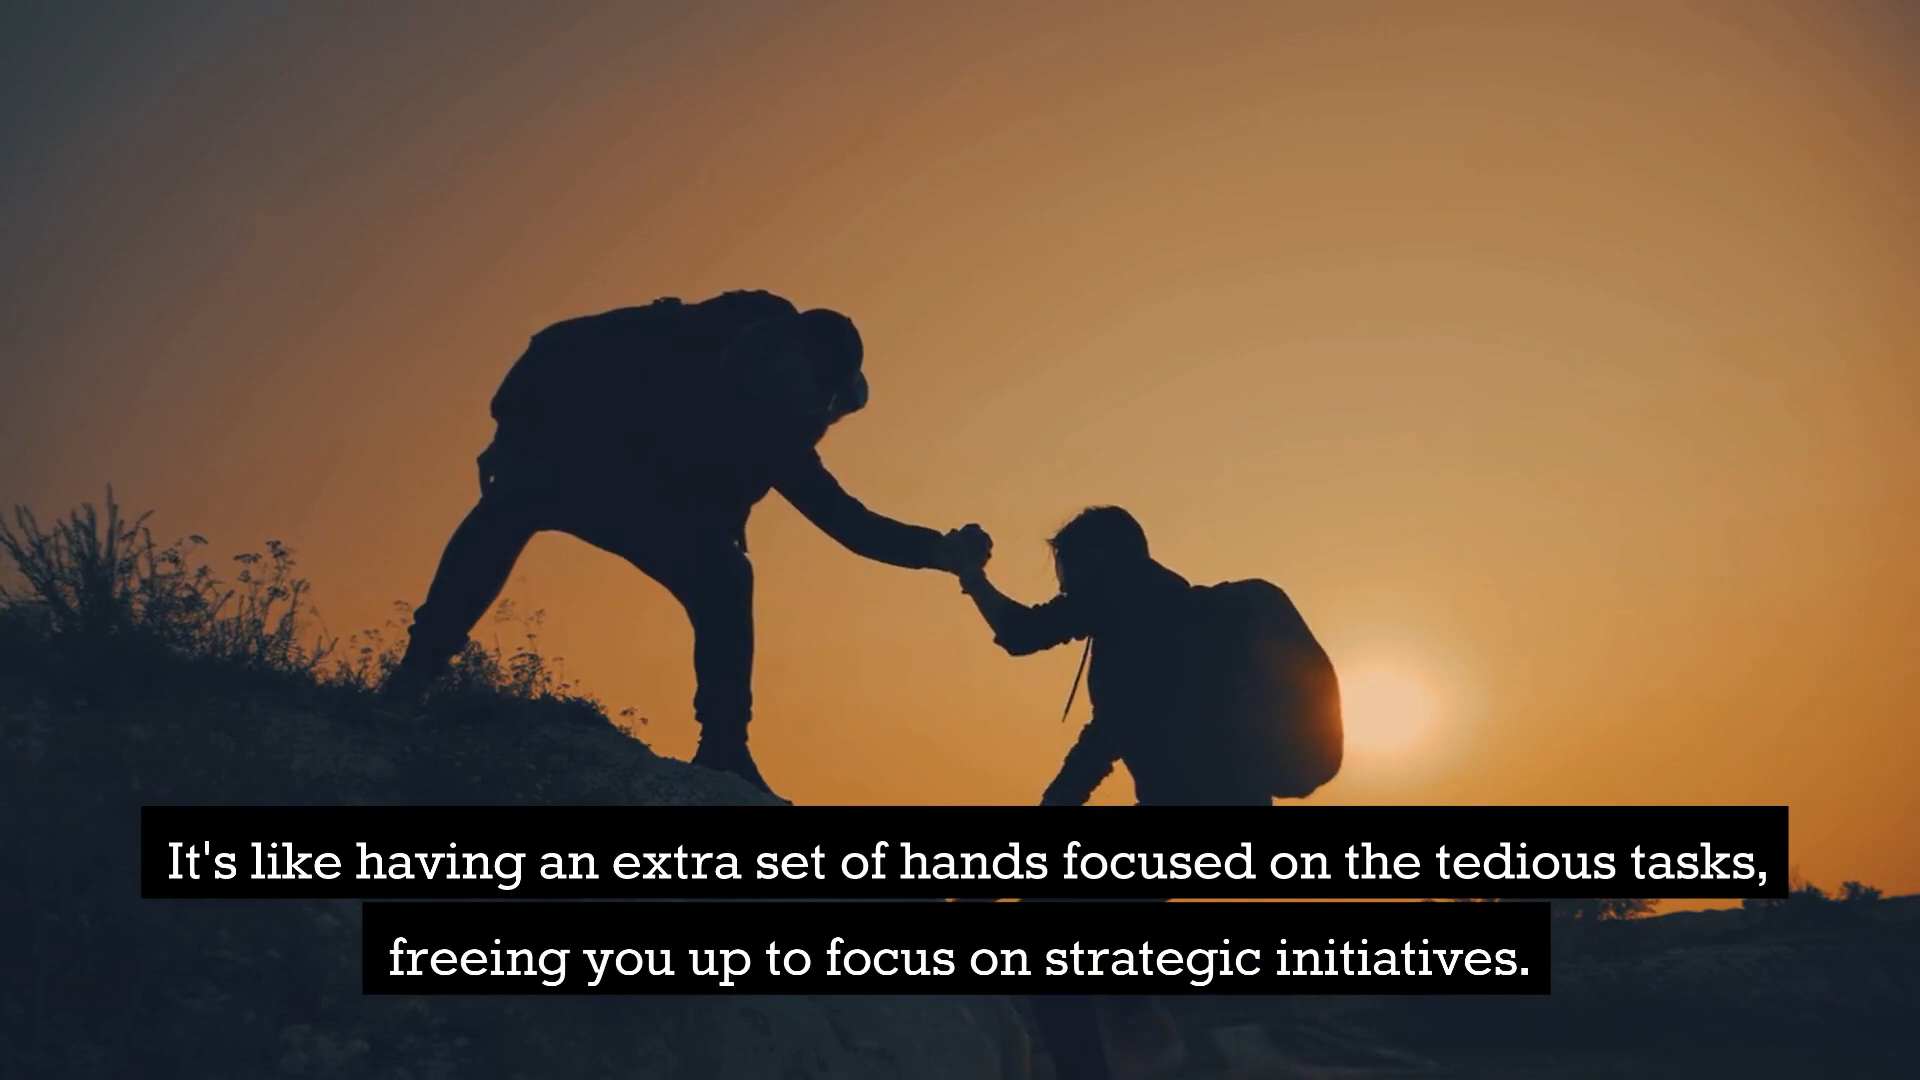 It's like having an extra set of hands focused on the tedious tasks,
freeing you up to focus on strategic initiatives.